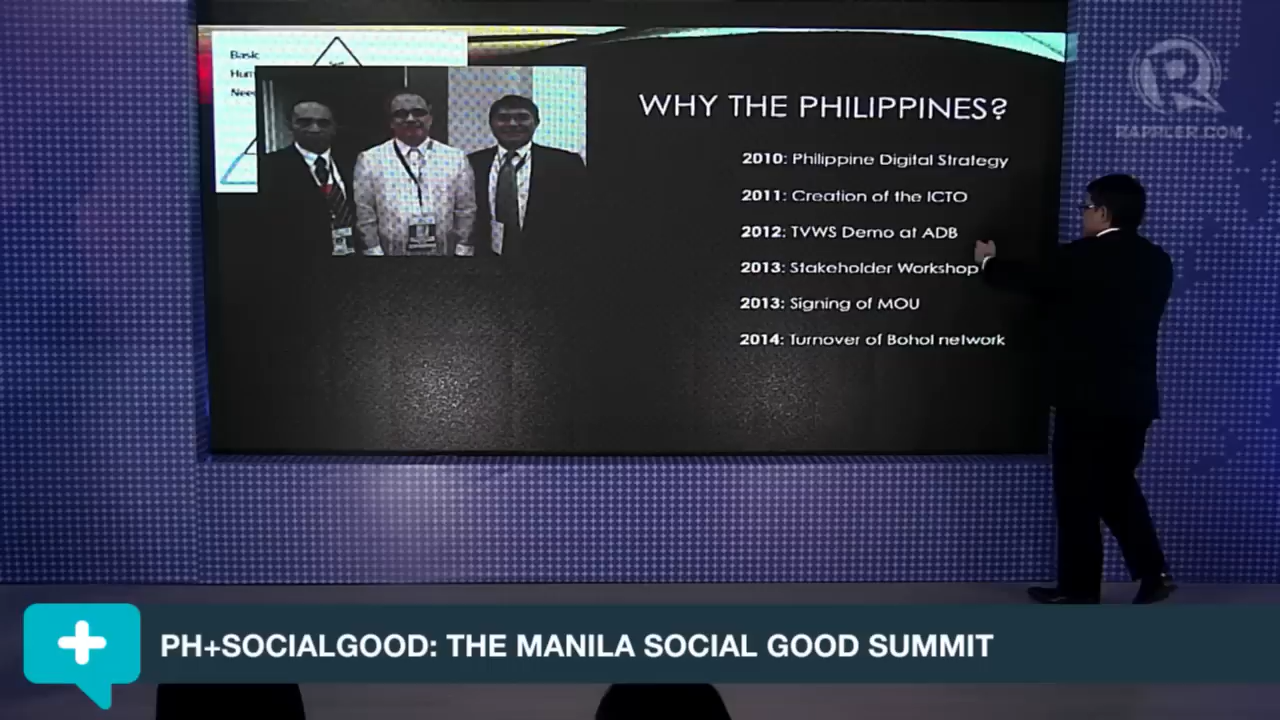 Basic
WHY THE PHILIPPINES?
2010: Philippine Digital Strategy
2011: Creation of the ICTO
2012: TVWS Demo at ADB
2013: Stakeholder Workshop
2013: Signing of MOU
2014: Turnover of Bohol network
RAPPLER.COM
PH+SOCIALGOOD: THE MANILA SOCIAL GOOD SUMMIT